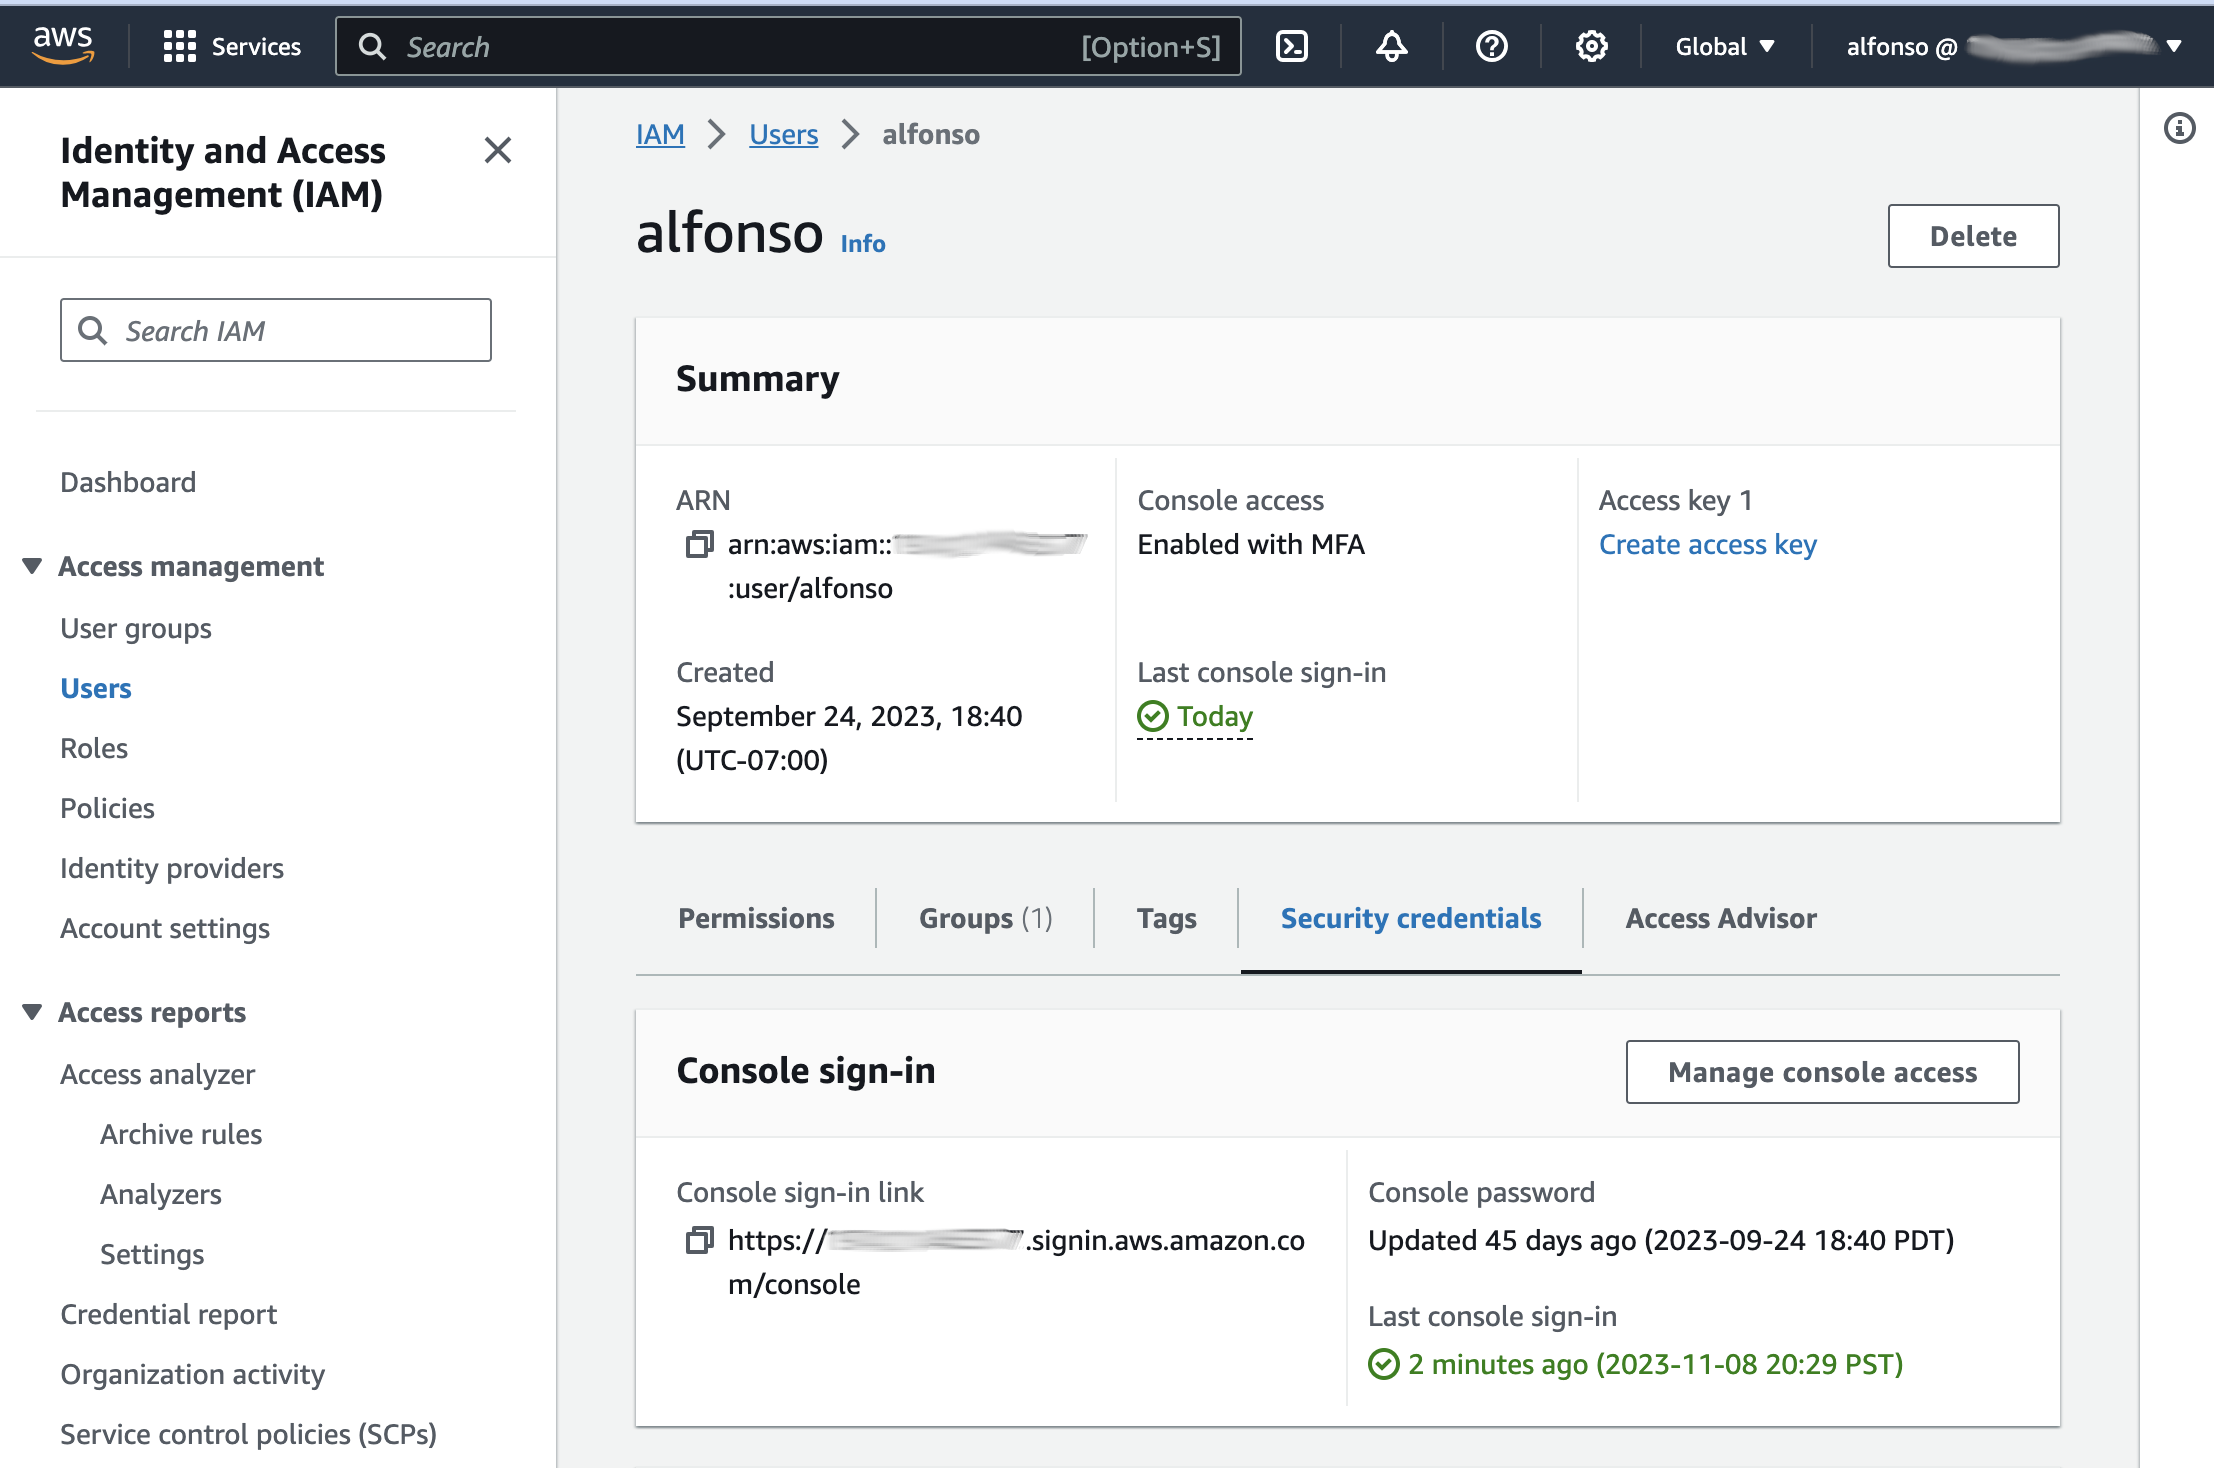 aws
Services
Search
[Option+S]
Global
alfonso @
Identity and Access
Management (IAM)
Search IAM
Dashboard
Access management
User groups
Users
Roles
Policies
Identity providers
Account settings
Access reports
Access analyzer
Archive rules
Analyzers
Settings
Credential report
Organization activity
Service control policies (SCPs)
IAM
Users
alfonso
alfonso
Info
Delete
Summary
ARN
arn:aws:iam::
:user/alfonso
Console access
Enabled with MFA
Access key 1
Create access key
Created
September 24, 2023, 18:40
(UTC-07:00)
Last console sign-in
Today
Permissions
Groups (1)
Tags
Security credentials
Access Advisor
Console sign-in
Manage console access
Console sign-in link
https://
.signin.aws.amazon.co
m/console
Console password
Updated 45 days ago (2023-09-24 18:40 PDT)
Last console sign-in
2 minutes ago (2023-11-08 20:29 PST)